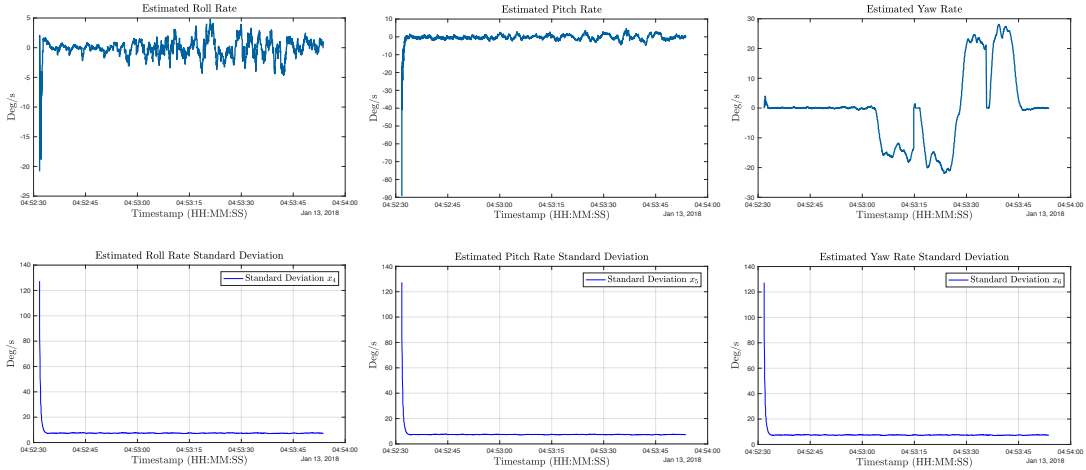 Estimated Roll Rate
5
0
-5
-10
-15
-20
-25
Deg/s
04:52:30 04:52:45 04:53:00 04:53:15 04:53:30 04:53:45 04:54:00
Timestamp (HH:MM:SS)
Jan 13, 2018
Estimated Pitch Rate
10
0
-10
-20
-30
-40
-50
-60
-70
-80
-90
Deg/s
04:52:30 04:52:45 04:53:00 04:53:15 04:53:30 04:53:45 04:54:00
Timestamp (HH:MM:SS)
Jan 13, 2018
Estimated Yaw Rate
30
20
10
0
-10
-20
-30
Deg/s
04:52:30 04:52:45 04:53:00 04:53:15 04:53:30 04:53:45 04:54:00
Timestamp (HH:MM:SS)
Jan 13, 2018
Estimated Roll Rate Standard Deviation
Standard Deviation x₄
140
120
100
80
60
40
20
0
Deg/s
04:52:30 04:52:45 04:53:00 04:53:15 04:53:30 04:53:45 04:54:00
Timestamp (HH:MM:SS)
Jan 13, 2018
Estimated Pitch Rate Standard Deviation
Standard Deviation x₅
140
120
100
80
60
40
20
0
Deg/s
04:52:30 04:52:45 04:53:00 04:53:15 04:53:30 04:53:45 04:54:00
Timestamp (HH:MM:SS)
Jan 13, 2018
Estimated Yaw Rate Standard Deviation
Standard Deviation x₆
140
120
100
80
60
40
20
0
Deg/s
04:52:30 04:52:45 04:53:00 04:53:15 04:53:30 04:53:45 04:54:00
Timestamp (HH:MM:SS)
Jan 13, 2018